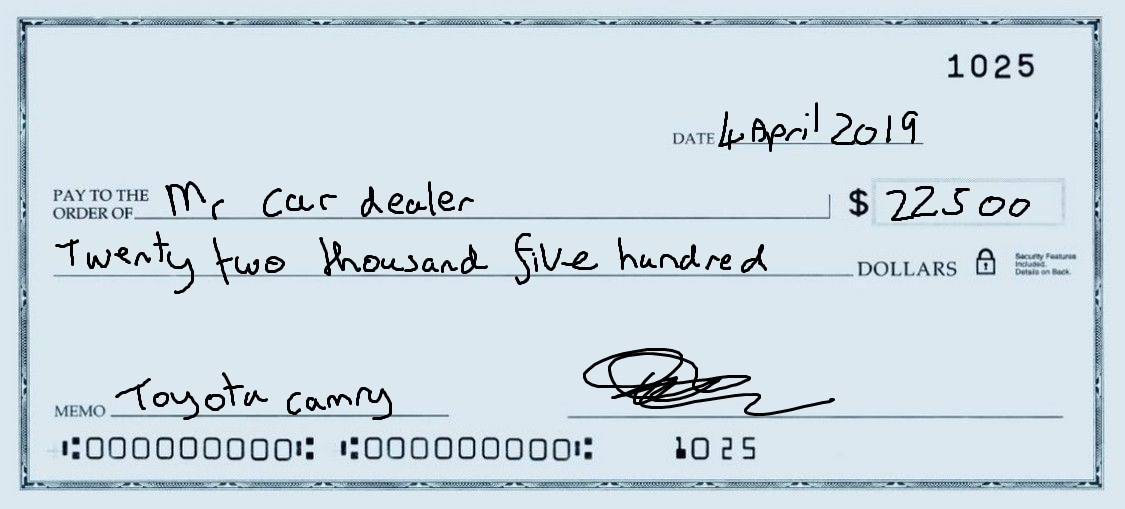 1025
DATE 4 April 2019
PAY TO THE ORDER OF Mr car dealer $ 22500
Twenty two thousand five hundred DOLLARS
Security Features Included. Details on Back.
MEMO Toyota camry
⑆000000000⑆ ⑆000000000⑆ 1025